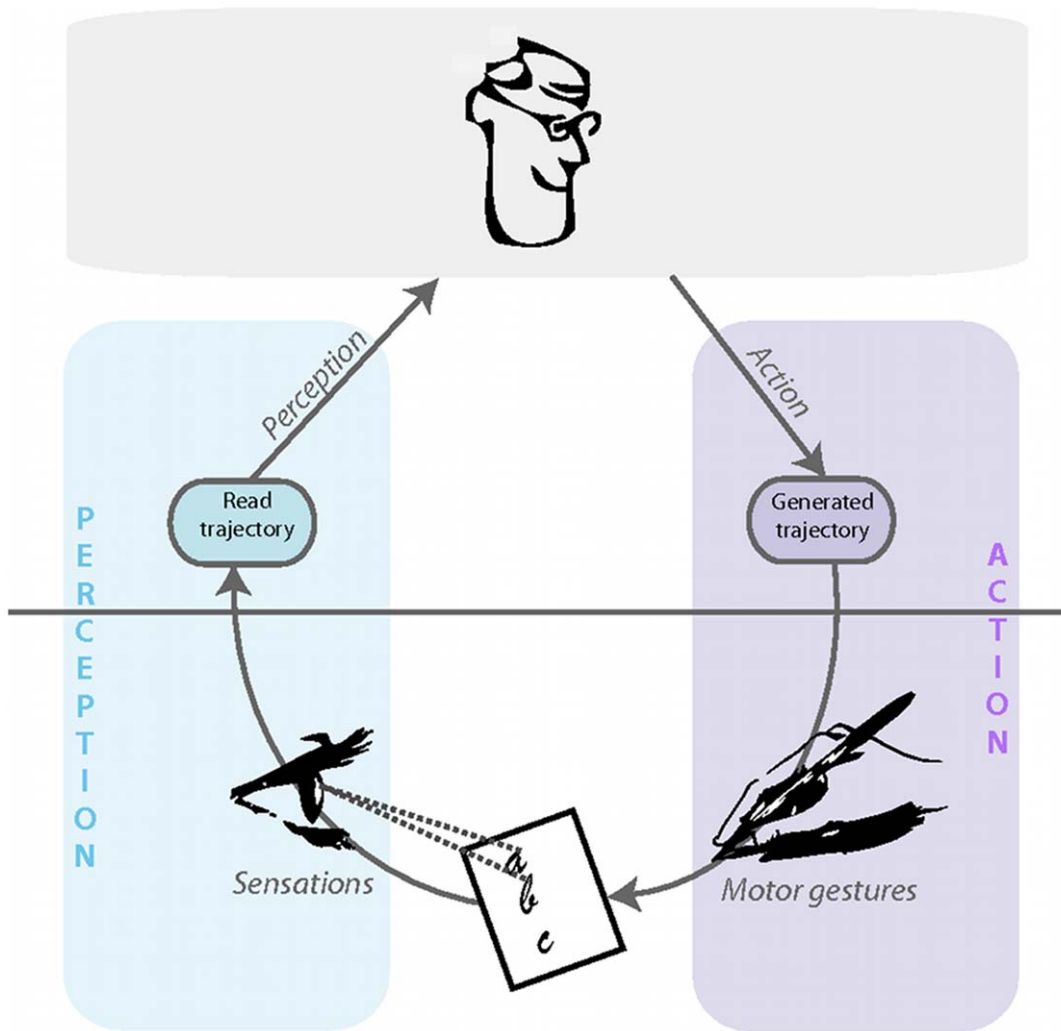 Perception
Action
Read
trajectory
Generated
trajectory
PERCEPTION
ACTION
a
b
c
Sensations
Motor gestures